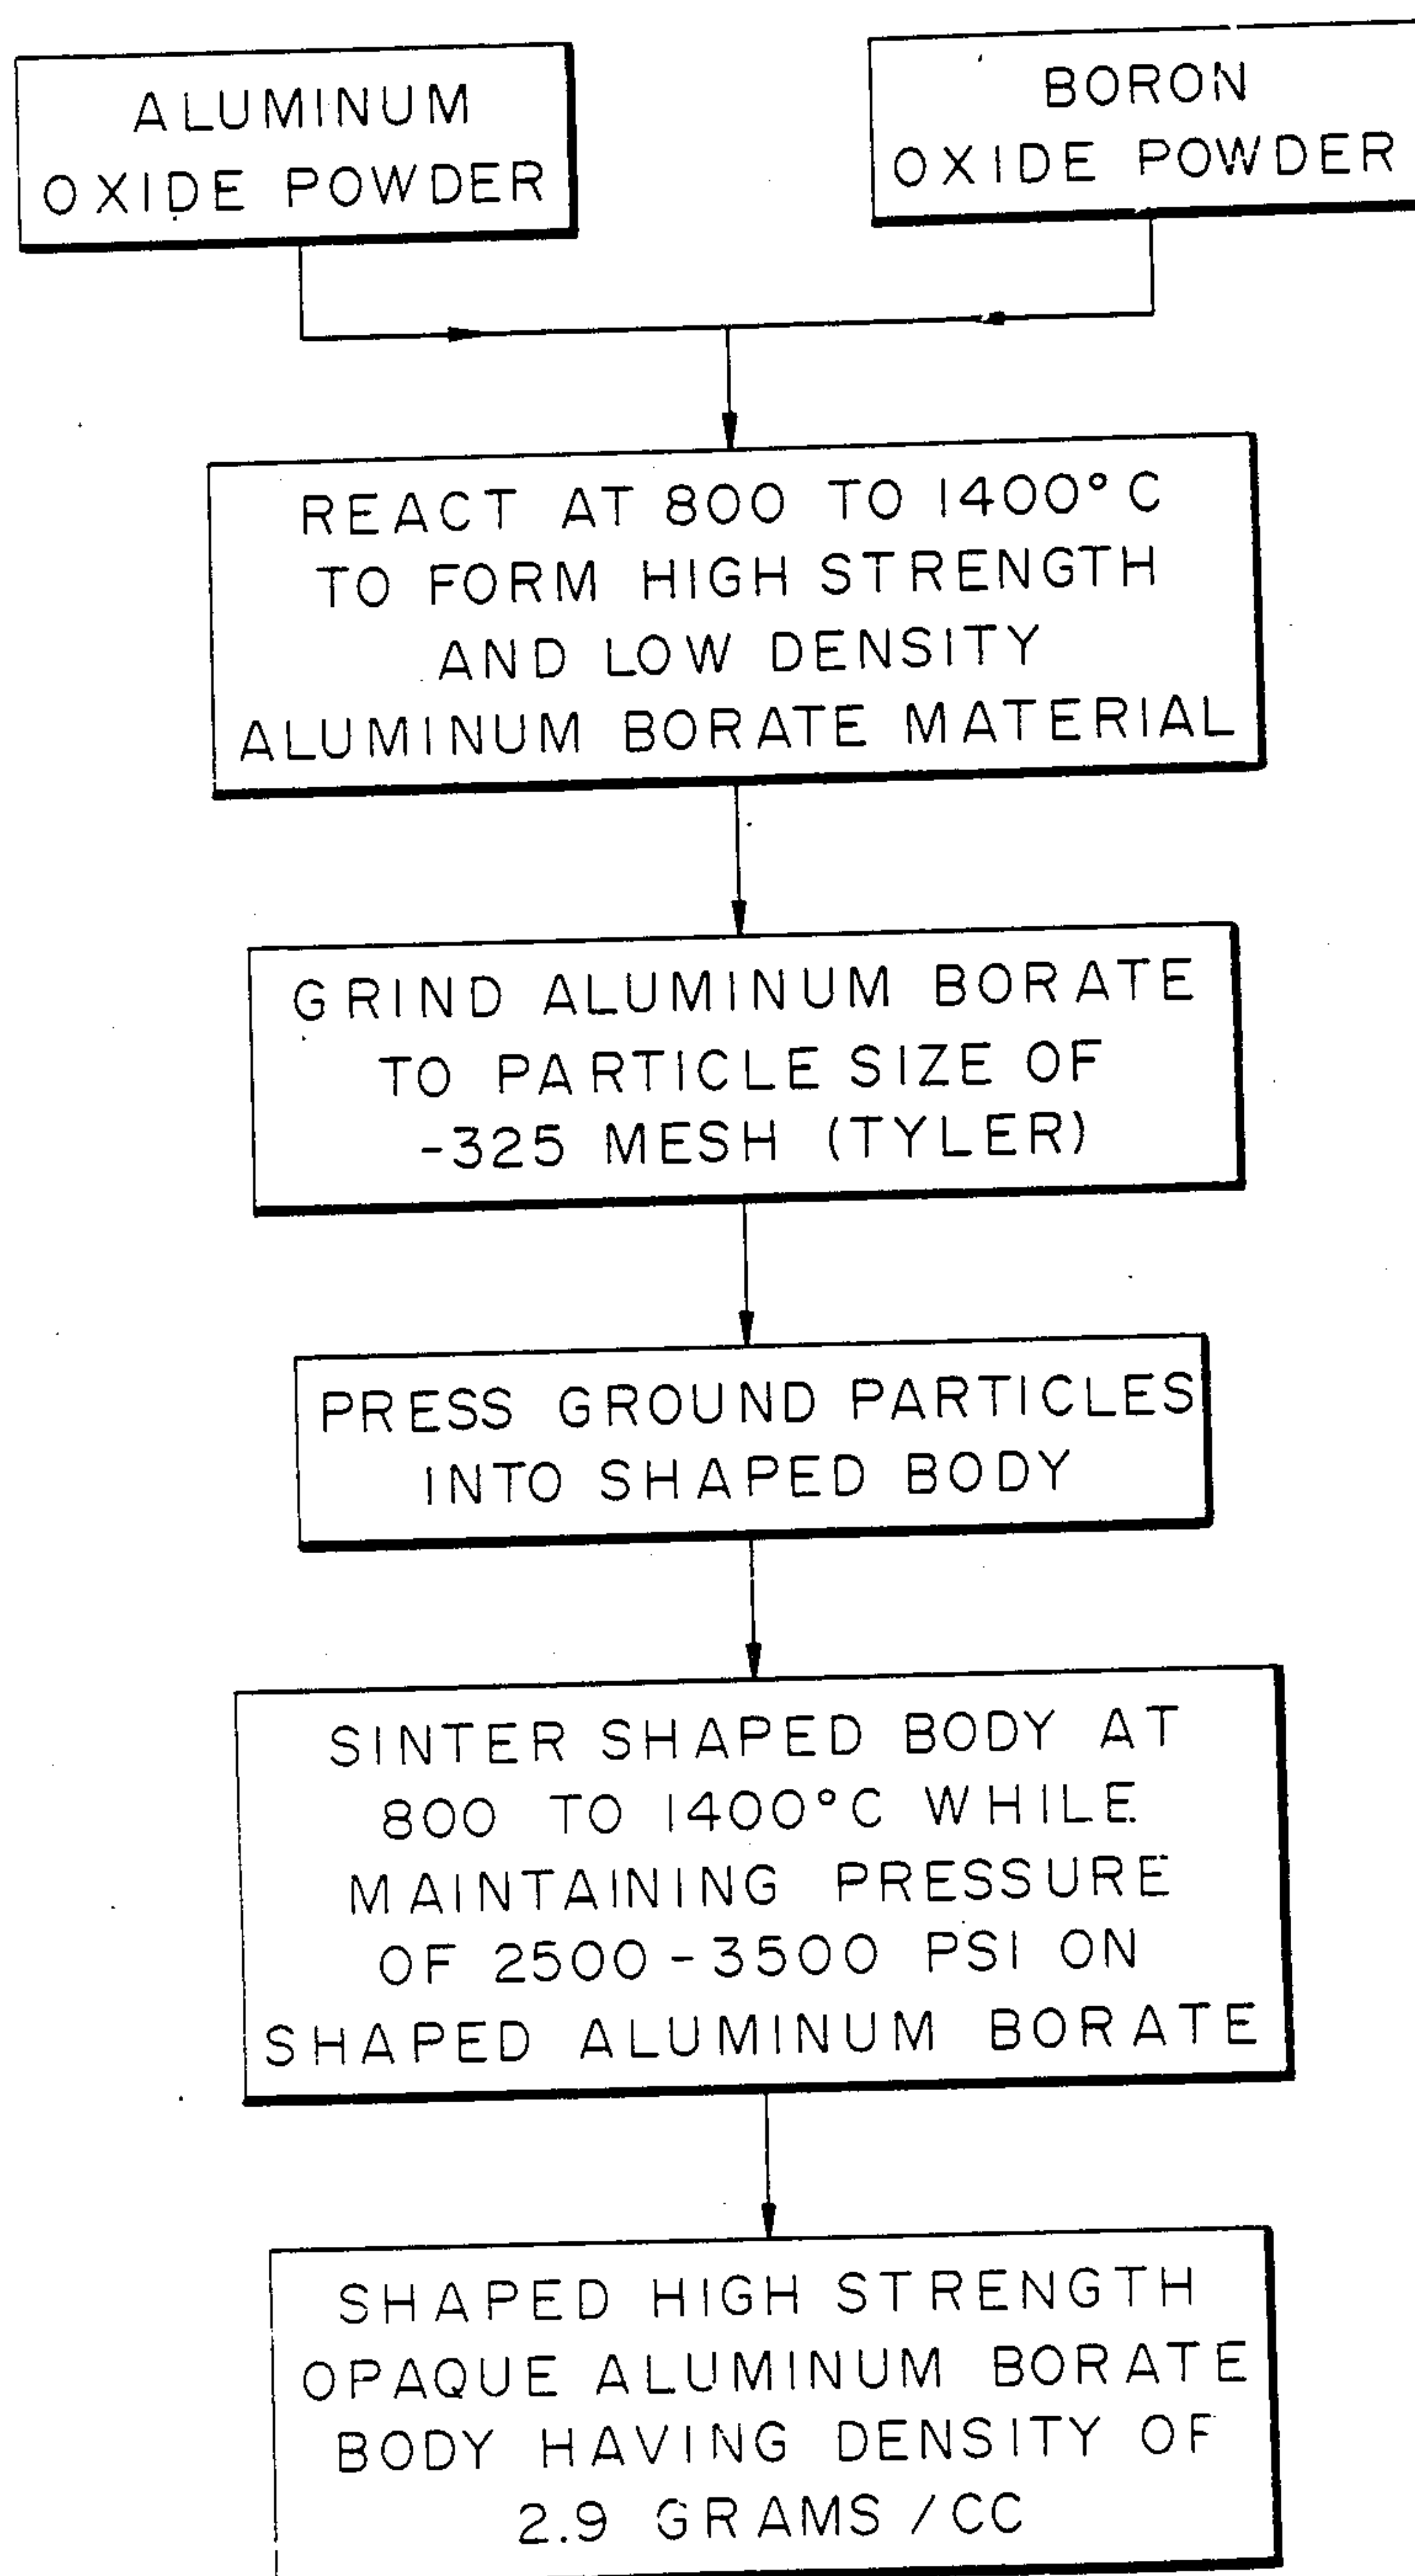 ALUMINUM
OXIDE POWDER
BORON
OXIDE POWDER
REACT AT 800 TO 1400°C
TO FORM HIGH STRENGTH
AND LOW DENSITY
ALUMINUM BORATE MATERIAL
GRIND ALUMINUM BORATE
TO PARTICLE SIZE OF
-325 MESH (TYLER)
PRESS GROUND PARTICLES
INTO SHAPED BODY
SINTER SHAPED BODY AT
800 TO 1400°C WHILE
MAINTAINING PRESSURE
OF 2500-3500 PSI ON
SHAPED ALUMINUM BORATE
SHAPED HIGH STRENGTH
OPAQUE ALUMINUM BORATE
BODY HAVING DENSITY OF
2.9 GRAMS /CC